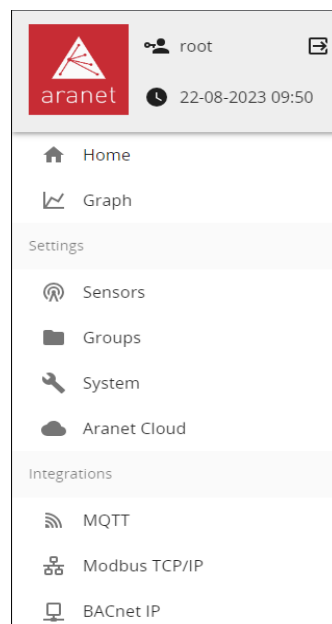 root
aranet
22-08-2023 09:50
Home
Graph
Settings
Sensors
Groups
System
Aranet Cloud
Integrations
MQTT
Modbus TCP/IP
BACnet IP